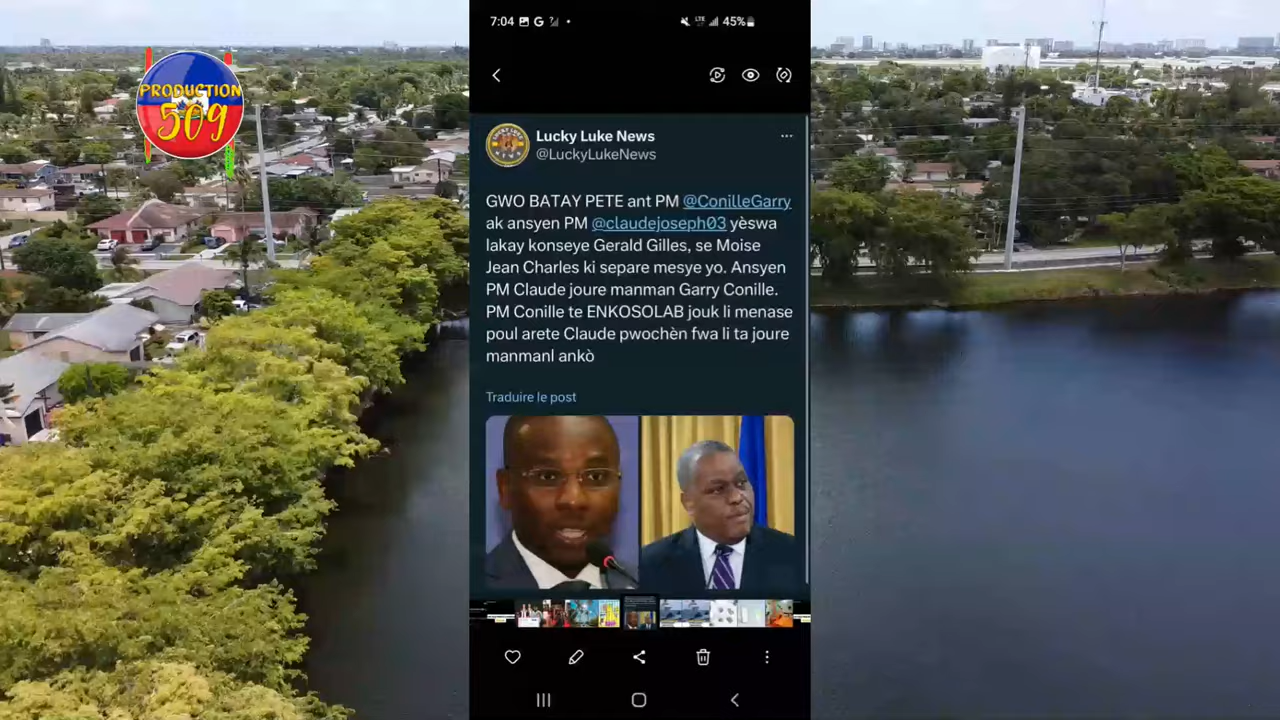 PRODUCTION
509
7:04
LTE
45%
Lucky Luke News
@LuckyLukeNews
GWO BATAY PETE ant PM @ConilleGarry
ak ansyen PM @claudejoseph03 yèswa
lakay konseye Gerald Gilles, se Moise
Jean Charles ki separe mesye yo. Ansyen
PM Claude joure manman Garry Conille.
PM Conille te ENKOSOLAB jouk li menase
poul arete Claude pwochèn fwa li ta joure
manmanl ankò
Traduire le post